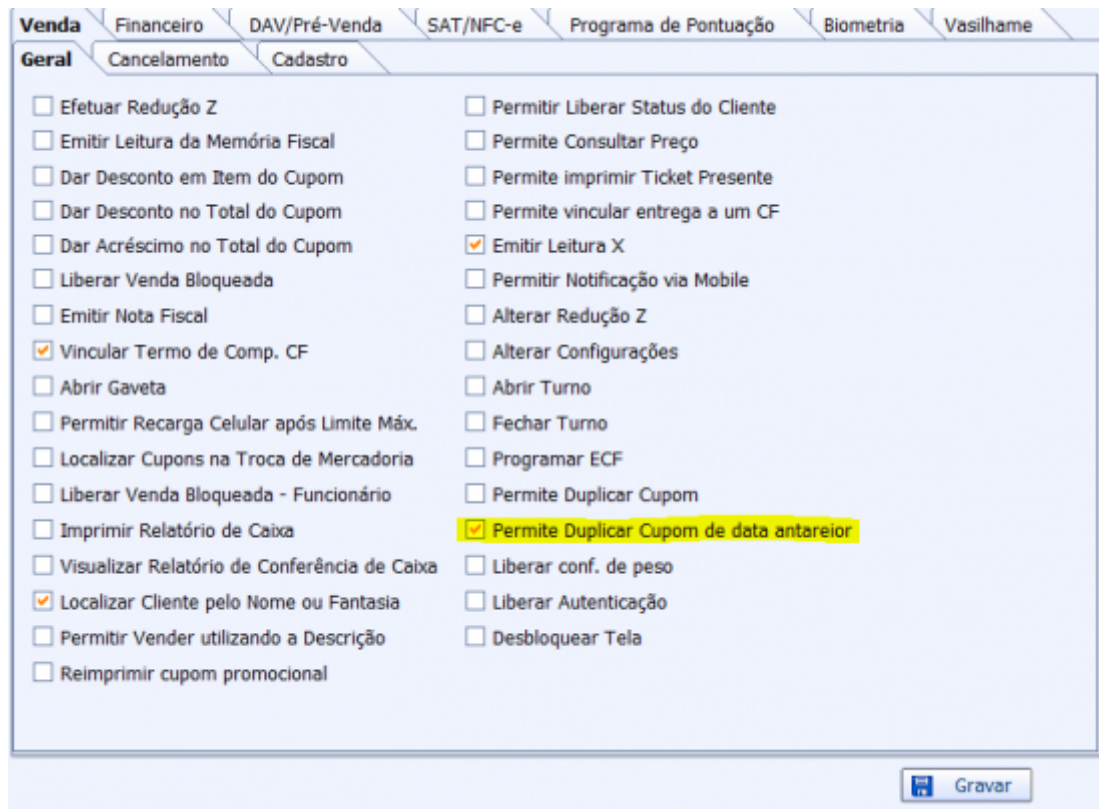 Venda Financeiro DAV/Pré-Venda SAT/NFC-e Programa de Pontuação Biometria Vasilhame
Geral Cancelamento Cadastro
Efetuar Redução Z
Emitir Leitura da Memória Fiscal
Dar Desconto em Item do Cupom
Dar Desconto no Total do Cupom
Dar Acréscimo no Total do Cupom
Liberar Venda Bloqueada
Emitir Nota Fiscal
Vincular Termo de Comp. CF
Abrir Gaveta
Permitir Recarga Celular após Limite Máx.
Localizar Cupons na Troca de Mercadoria
Liberar Venda Bloqueada - Funcionário
Imprimir Relatório de Caixa
Visualizar Relatório de Conferência de Caixa
Localizar Cliente pelo Nome ou Fantasia
Permitir Vender utilizando a Descrição
Reimprimir cupom promocional
Permitir Liberar Status do Cliente
Permite Consultar Preço
Permite imprimir Ticket Presente
Permite vincular entrega a um CF
Emitir Leitura X
Permitir Notificação via Mobile
Alterar Redução Z
Alterar Configurações
Abrir Turno
Fechar Turno
Programar ECF
Permite Duplicar Cupom
Permite Duplicar Cupom de data antareior
Liberar conf. de peso
Liberar Autenticação
Desbloquear Tela
Gravar